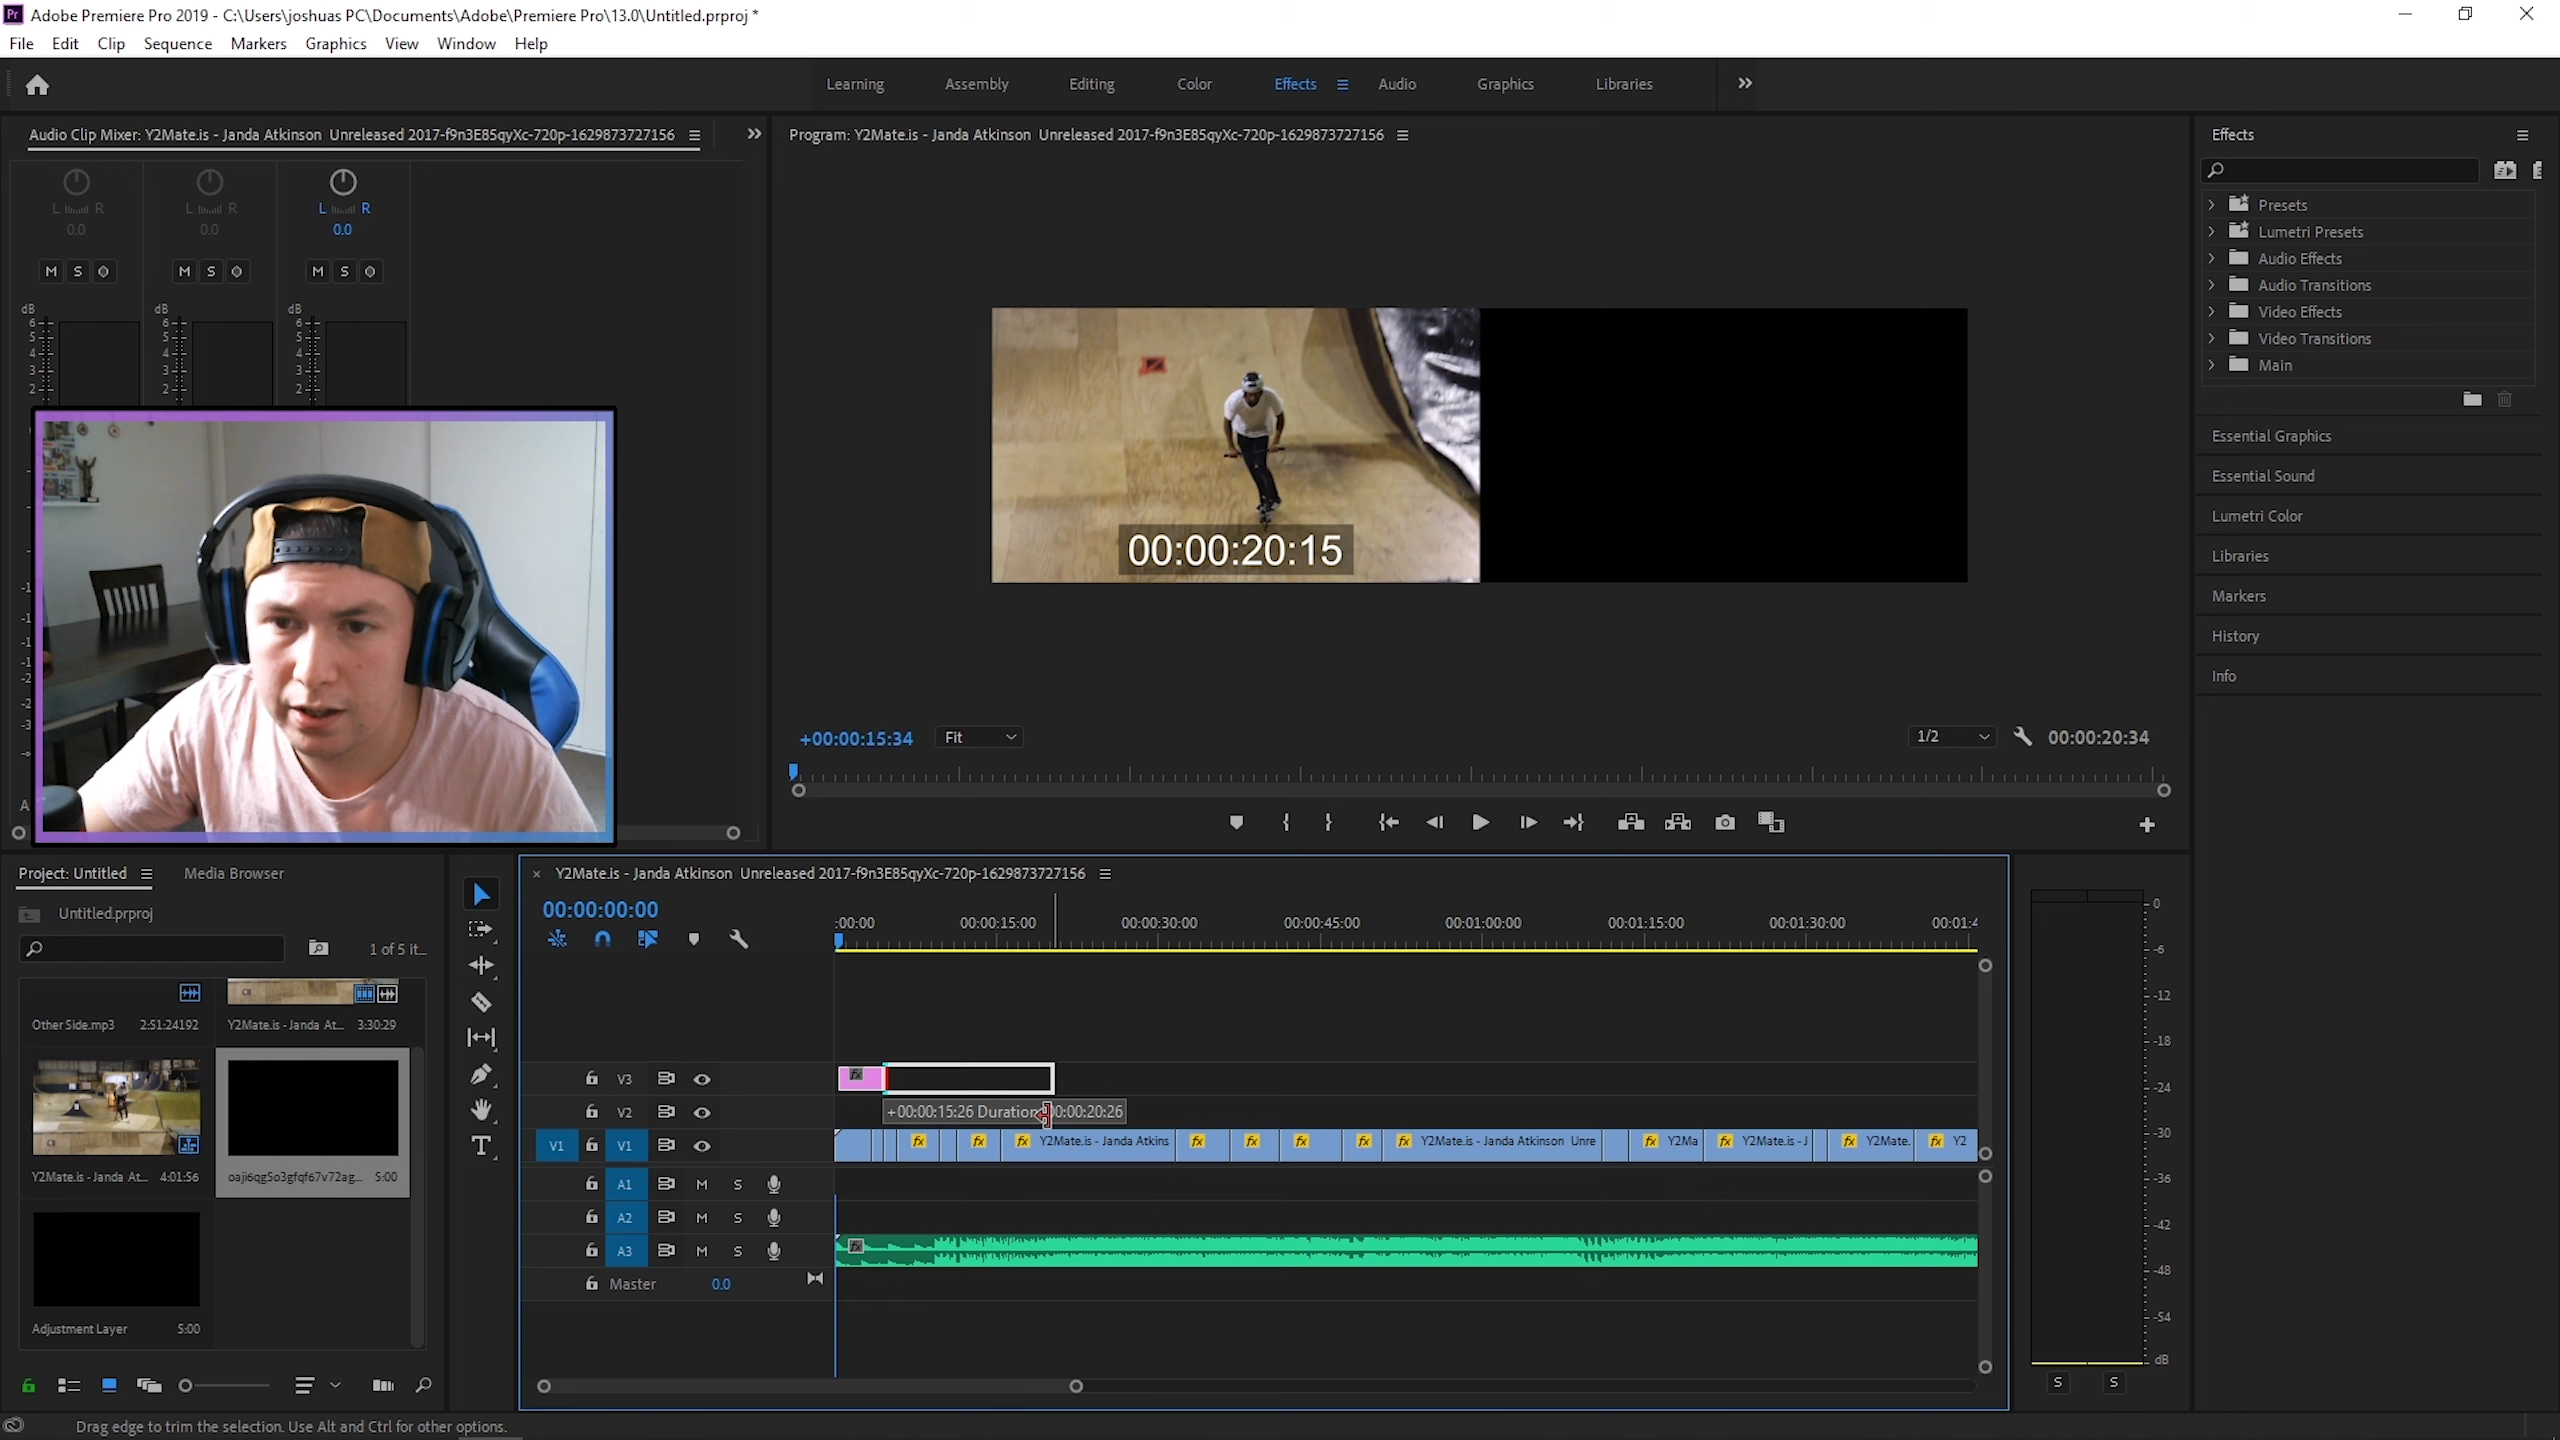 Pr Adobe Premiere Pro 2019 - C:\Users\joshuas PC\Documents\Adobe\Premiere Pro\13.0\Untitled.prproj *
File Edit Clip Sequence Markers Graphics View Window Help
Learning Assembly Editing Color Effects Audio Graphics Libraries
Audio Clip Mixer: Y2Mate.is - Janda Atkinson Unreleased 2017-f9n3E85qyXc-720p-1629873727156
Program: Y2Mate.is - Janda Atkinson Unreleased 2017-f9n3E85qyXc-720p-1629873727156
Effects
L R L R L R
0.0 0.0 0.0
M S M S M S
dB dB dB
6 6 6
5 5 5
4 4 4
3 3 3
2 2 2
Presets
Lumetri Presets
Audio Effects
Audio Transitions
Video Effects
Video Transitions
Main
Essential Graphics
Essential Sound
Lumetri Color
Libraries
Markers
History
Info
00:00:20:15
+00:00:15:34 Fit 1/2 00:00:20:34
Project: Untitled Media Browser
Untitled.prproj
1 of 5 it...
Other Side.mp3 2:51:24192
Y2Mate.is - Janda At... 3:30:29
Y2Mate.is - Janda At... 4:01:56
oaji6qg5o3gfqf67v72ag... 5:00
Adjustment Layer 5:00
Y2Mate.is - Janda Atkinson Unreleased 2017-f9n3E85qyXc-720p-1629873727156
00:00:00:00
:00:00 00:00:15:00 00:00:30:00 00:00:45:00 00:01:00:00 00:01:15:00 00:01:30:00 00:01:4
V3 fx
V2 +00:00:15:26 Duration 00:00:20:26
V1 V1 fx fx fx Y2Mate.is - Janda Atkins fx fx fx fx fx Y2Mate.is - Janda Atkinson Unre fx Y2Ma fx Y2Mate.is - J fx Y2Mate. fx Y2
A1 M S
A2 M S
A3 M S fx
Master 0.0
0
-6
-12
-18
-24
-30
-36
-42
-48
-54
dB
S S
Drag edge to trim the selection. Use Alt and Ctrl for other options.